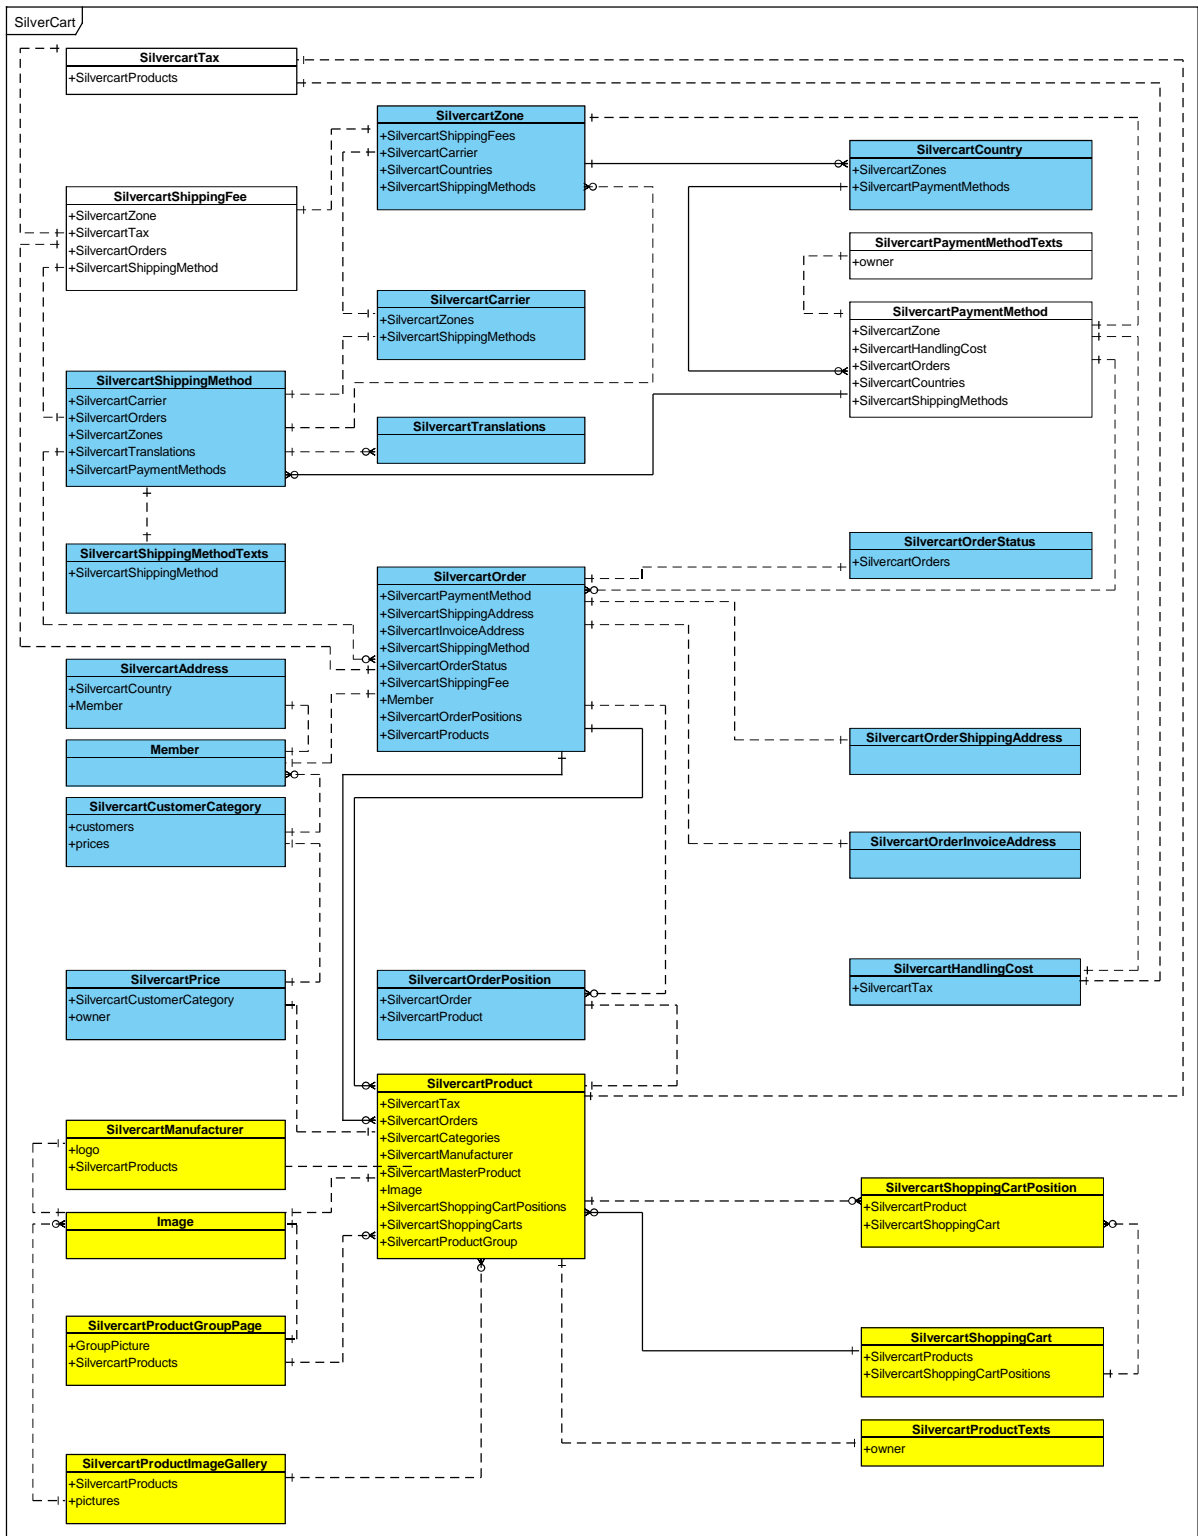 SilverCart
SilvercartTax
+SilvercartProducts
SilvercartZone
+SilvercartShippingFees
+SilvercartCarrier
+SilvercartCountries
+SilvercartShippingMethods
SilvercartCountry
+SilvercartZones
+SilvercartPaymentMethods
SilvercartShippingFee
+SilvercartZone
+SilvercartTax
+SilvercartOrders
+SilvercartShippingMethod
SilvercartPaymentMethodTexts
+owner
SilvercartCarrier
+SilvercartZones
+SilvercartShippingMethods
SilvercartPaymentMethod
+SilvercartZone
+SilvercartHandlingCost
+SilvercartOrders
+SilvercartCountries
+SilvercartShippingMethods
SilvercartShippingMethod
+SilvercartCarrier
+SilvercartOrders
+SilvercartZones
+SilvercartTranslations
+SilvercartPaymentMethods
SilvercartTranslations
SilvercartShippingMethodTexts
+SilvercartShippingMethod
SilvercartOrder
+SilvercartPaymentMethod
+SilvercartShippingAddress
+SilvercartInvoiceAddress
+SilvercartShippingMethod
+SilvercartOrderStatus
+SilvercartShippingFee
+Member
+SilvercartOrderPositions
+SilvercartProducts
SilvercartOrderStatus
+SilvercartOrders
SilvercartAddress
+SilvercartCountry
+Member
Member
SilvercartOrderShippingAddress
SilvercartCustomerCategory
+customers
+prices
SilvercartOrderInvoiceAddress
SilvercartPrice
+SilvercartCustomerCategory
+owner
SilvercartOrderPosition
+SilvercartOrder
+SilvercartProduct
SilvercartHandlingCost
+SilvercartTax
SilvercartProduct
+SilvercartTax
+SilvercartOrders
+SilvercartCategories
+SilvercartManufacturer
+SilvercartMasterProduct
+Image
+SilvercartShoppingCartPositions
+SilvercartShoppingCarts
+SilvercartProductGroup
SilvercartManufacturer
+logo
+SilvercartProducts
Image
SilvercartShoppingCartPosition
+SilvercartProduct
+SilvercartShoppingCart
SilvercartProductGroupPage
+GroupPicture
+SilvercartProducts
SilvercartShoppingCart
+SilvercartProducts
+SilvercartShoppingCartPositions
SilvercartProductTexts
+owner
SilvercartProductImageGallery
+SilvercartProducts
+pictures